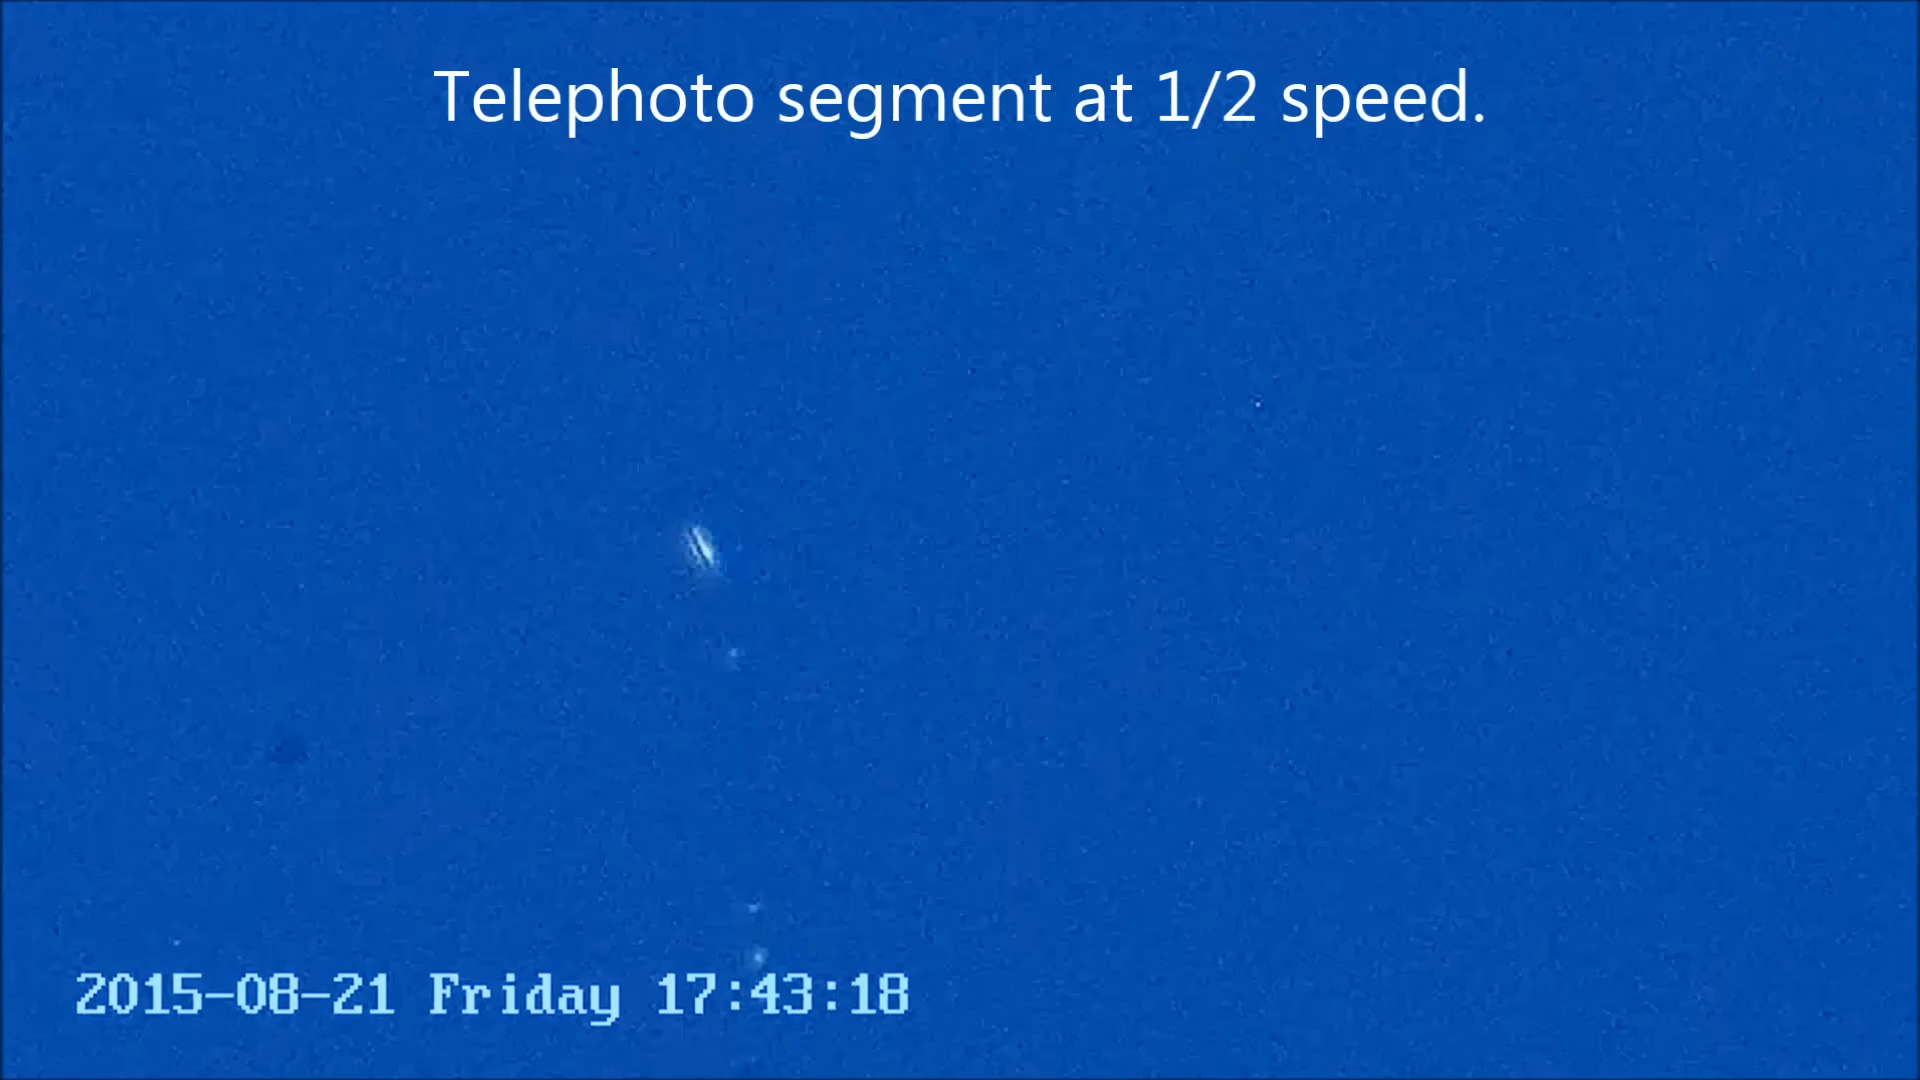 Telephoto segment at 1/2 speed.
2015-08-21 Friday 17:43:18